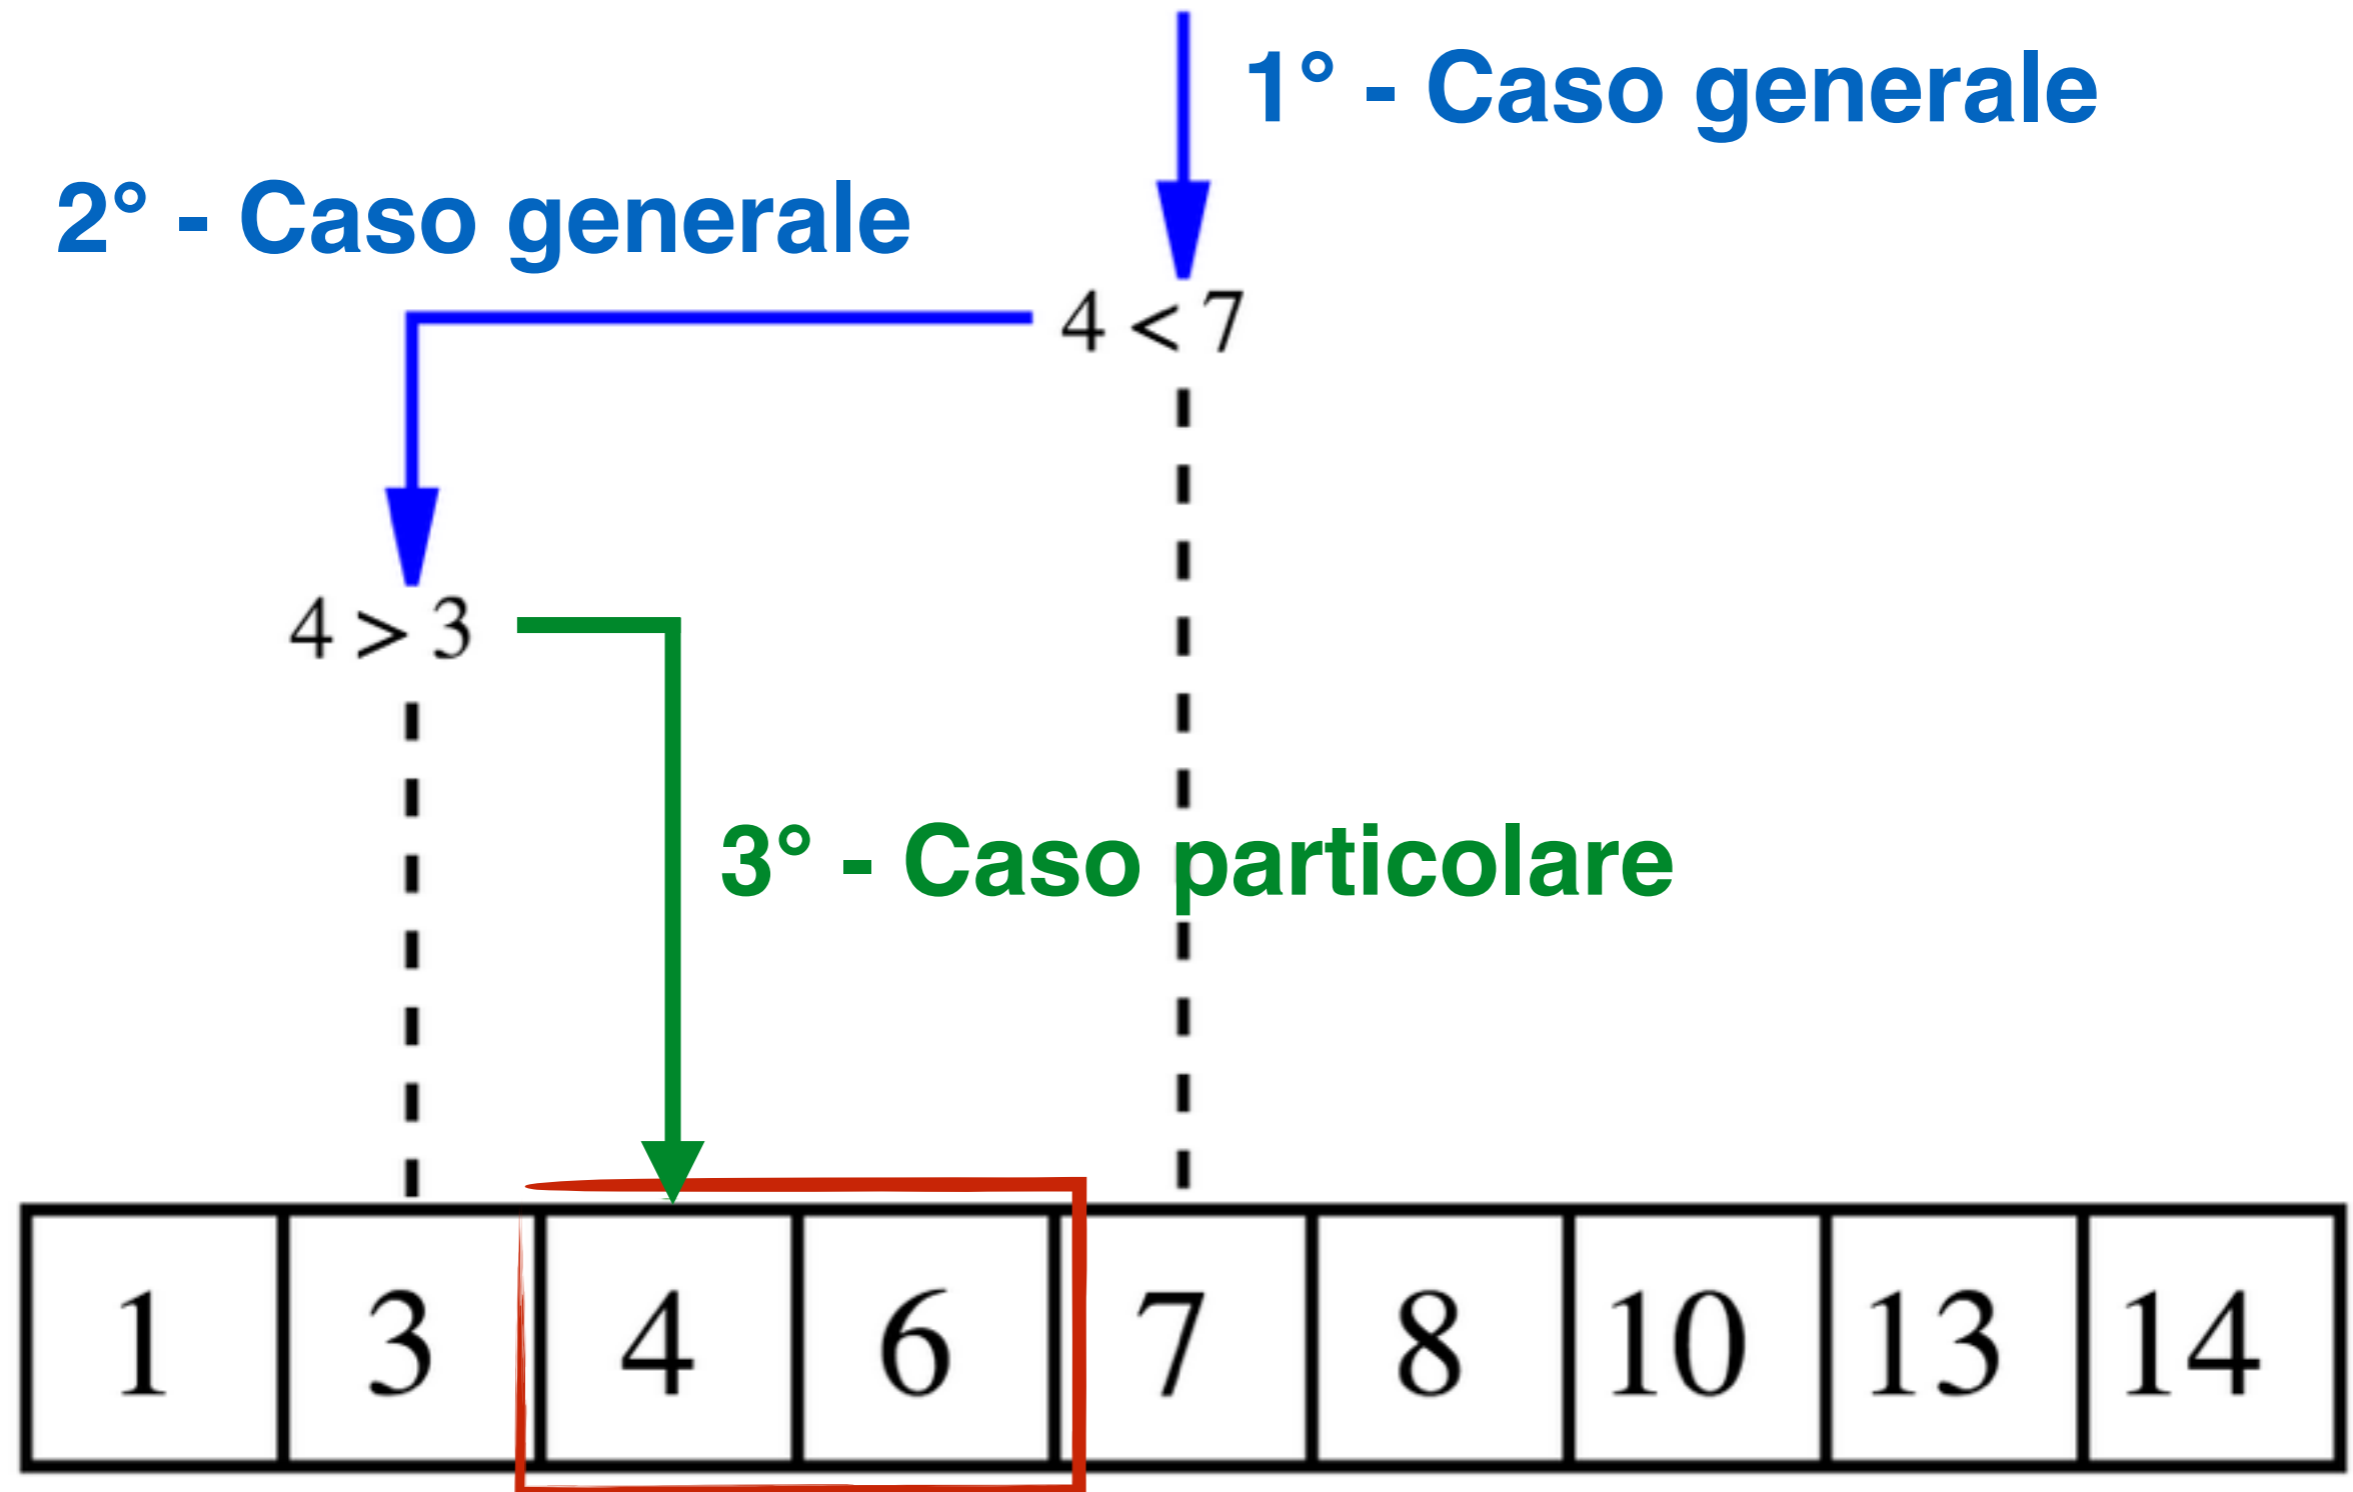 1° - Caso generale
2° - Caso generale
4 < 7
4 > 3
3° - Caso particolare
1 3 4 6 7 8 10 13 14